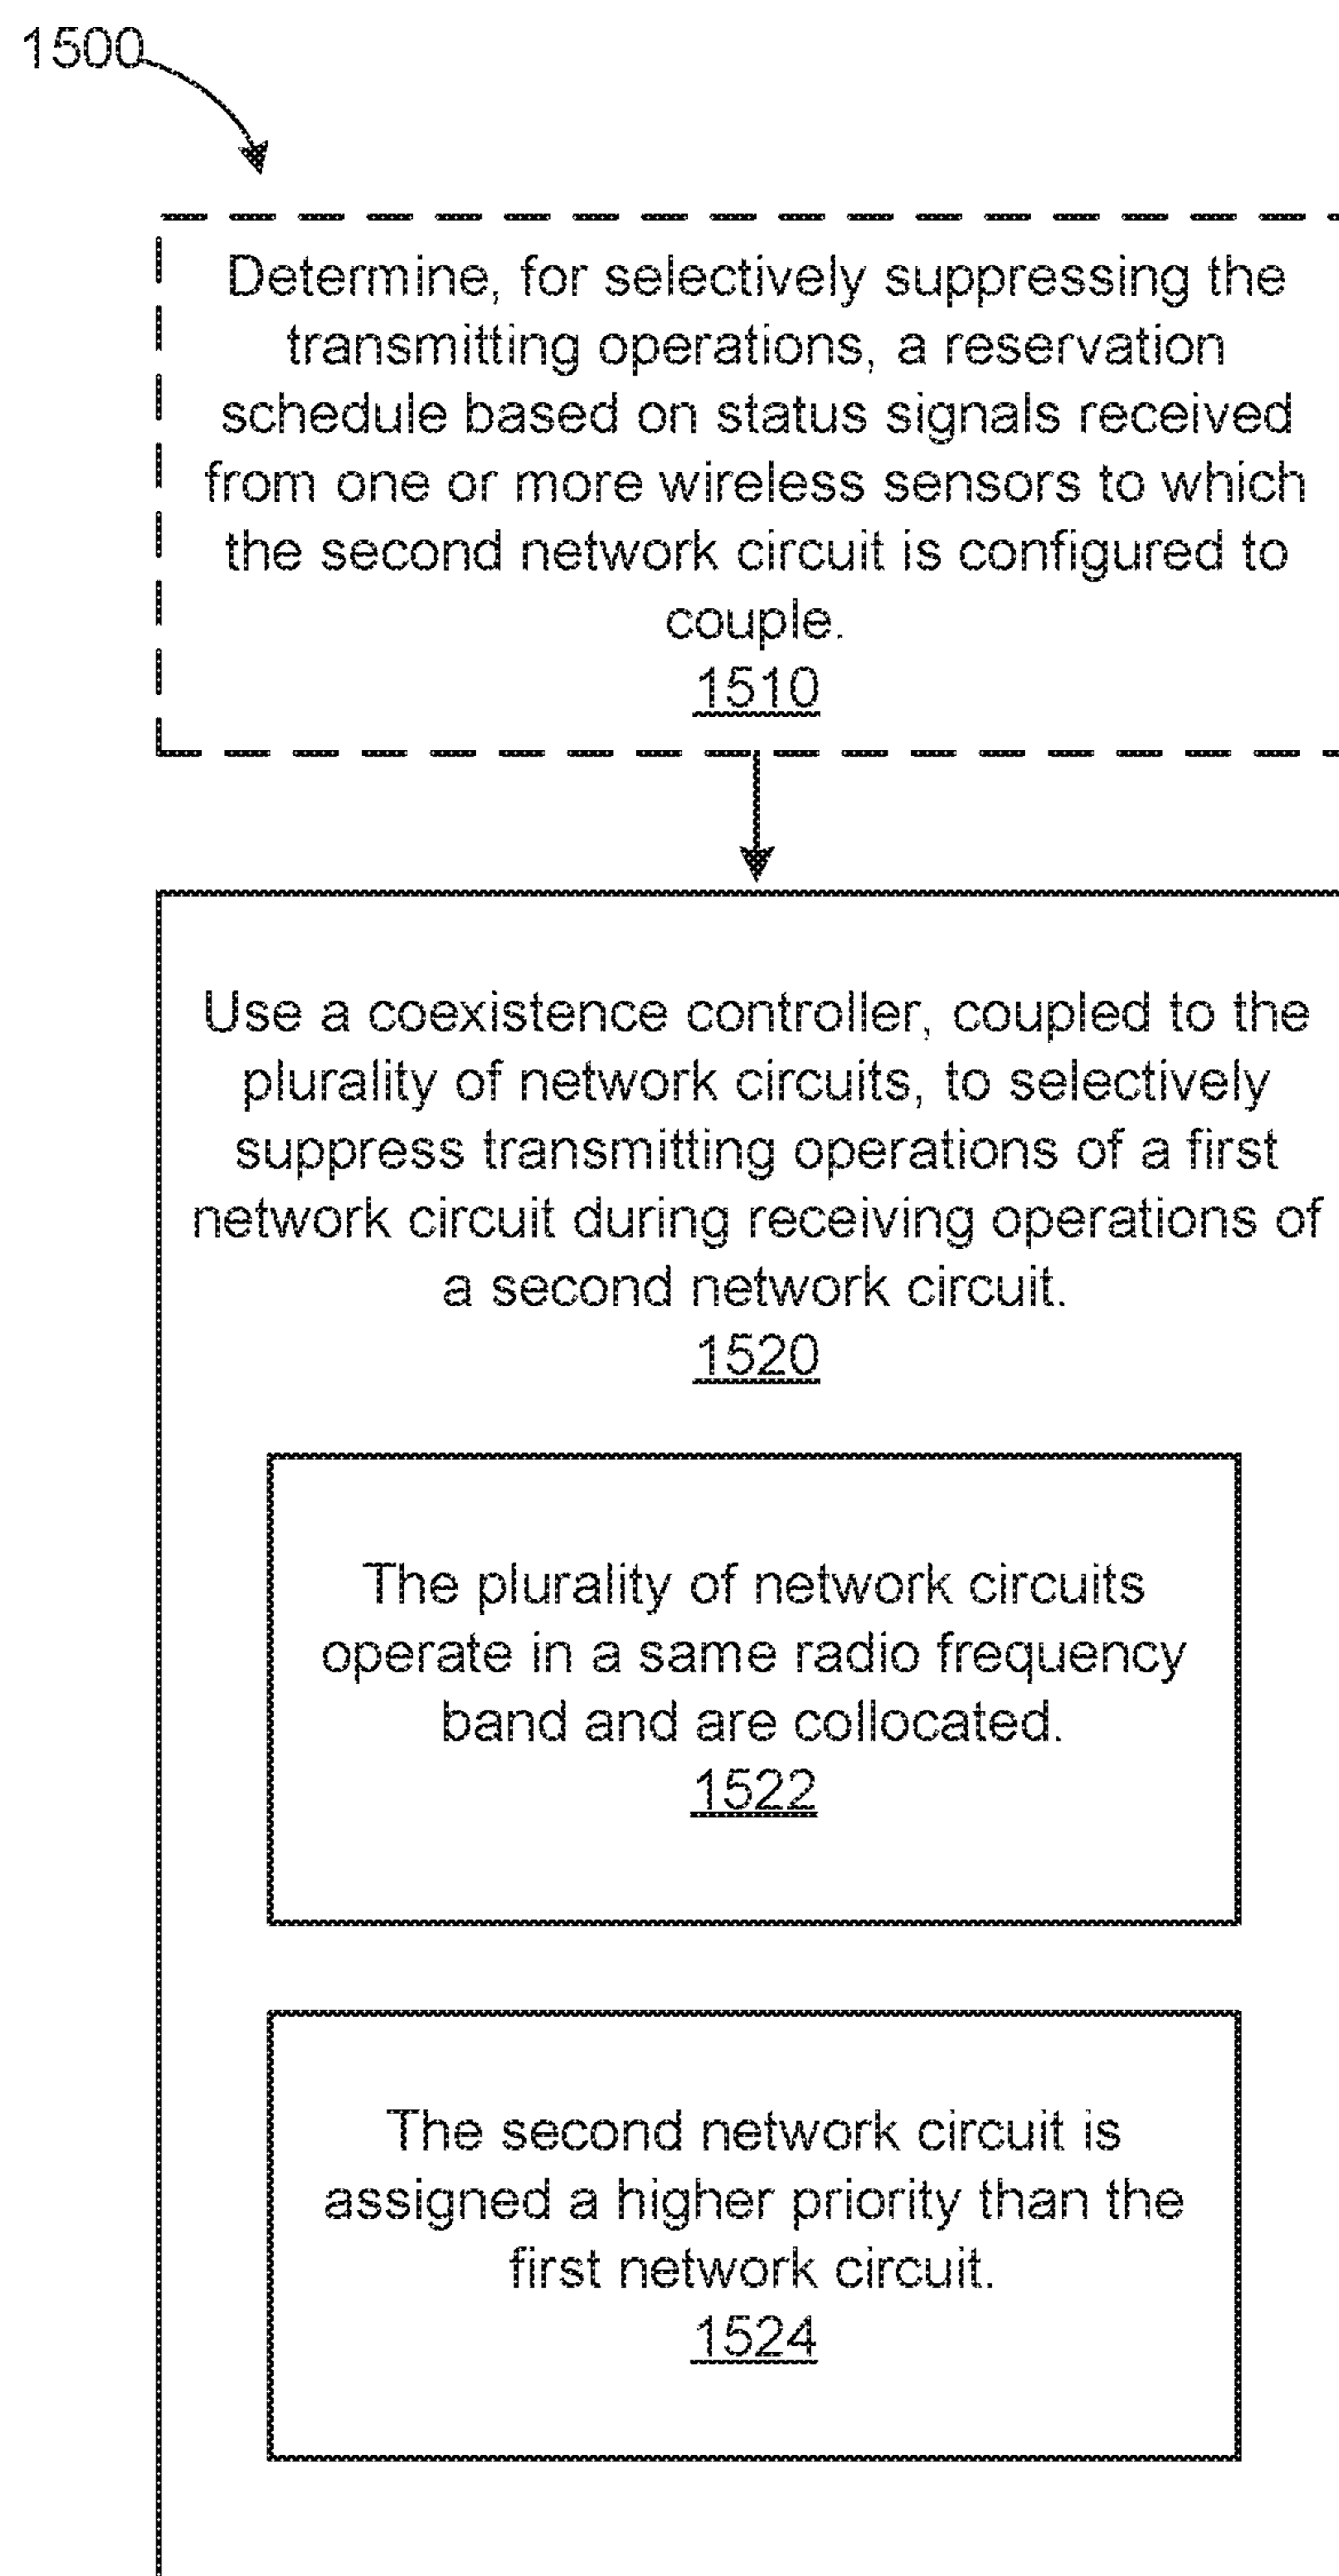 1500
Determine, for selectively suppressing the
transmitting operations, a reservation
schedule based on status signals received
from one or more wireless sensors to which
the second network circuit is configured to
couple.
1510
Use a coexistence controller, coupled to the
plurality of network circuits, to selectively
suppress transmitting operations of a first
network circuit during receiving operations of
a second network circuit.
1520
The plurality of network circuits
operate in a same radio frequency
band and are collocated.
1522
The second network circuit is
assigned a higher priority than the
first network circuit.
1524